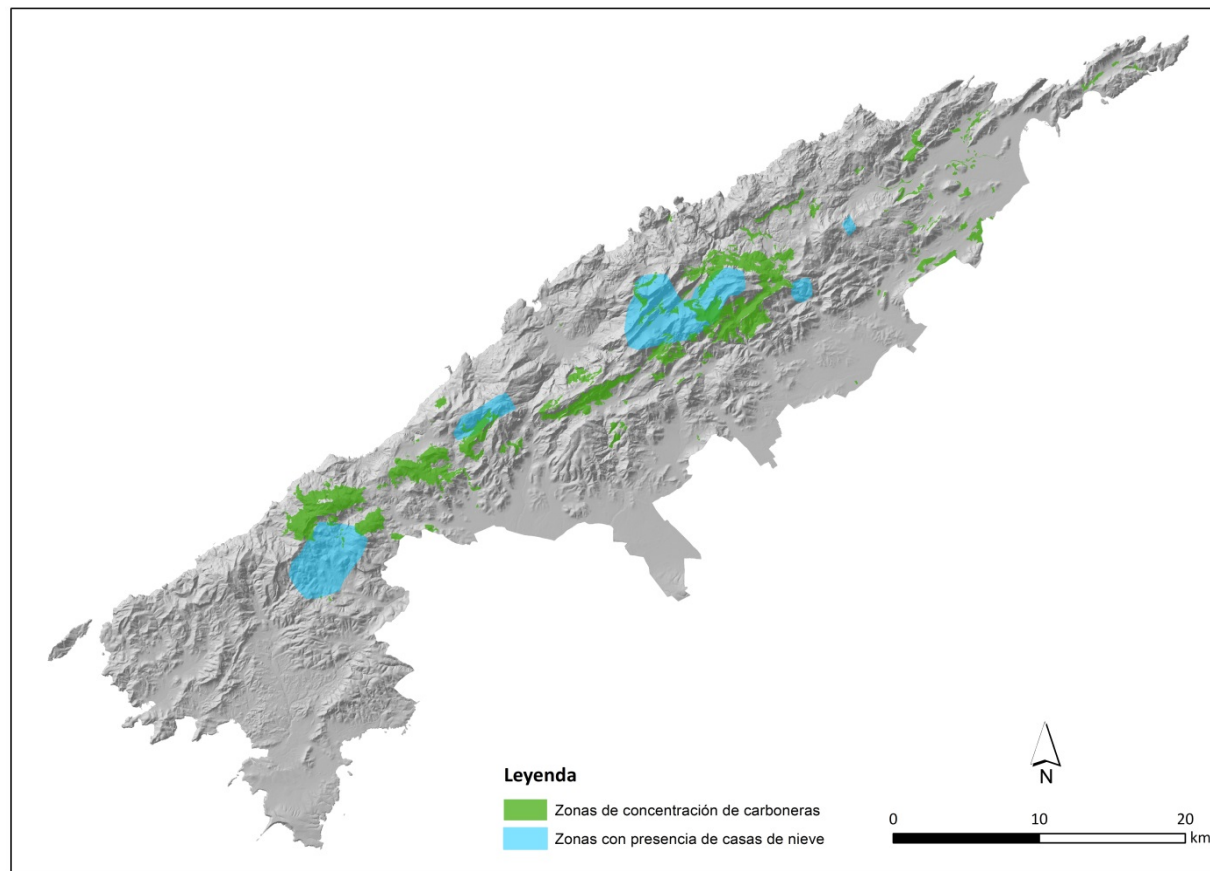 Leyenda
Zonas de concentración de carboneras
Zonas con presencia de casas de nieve
N
0 10 20
km